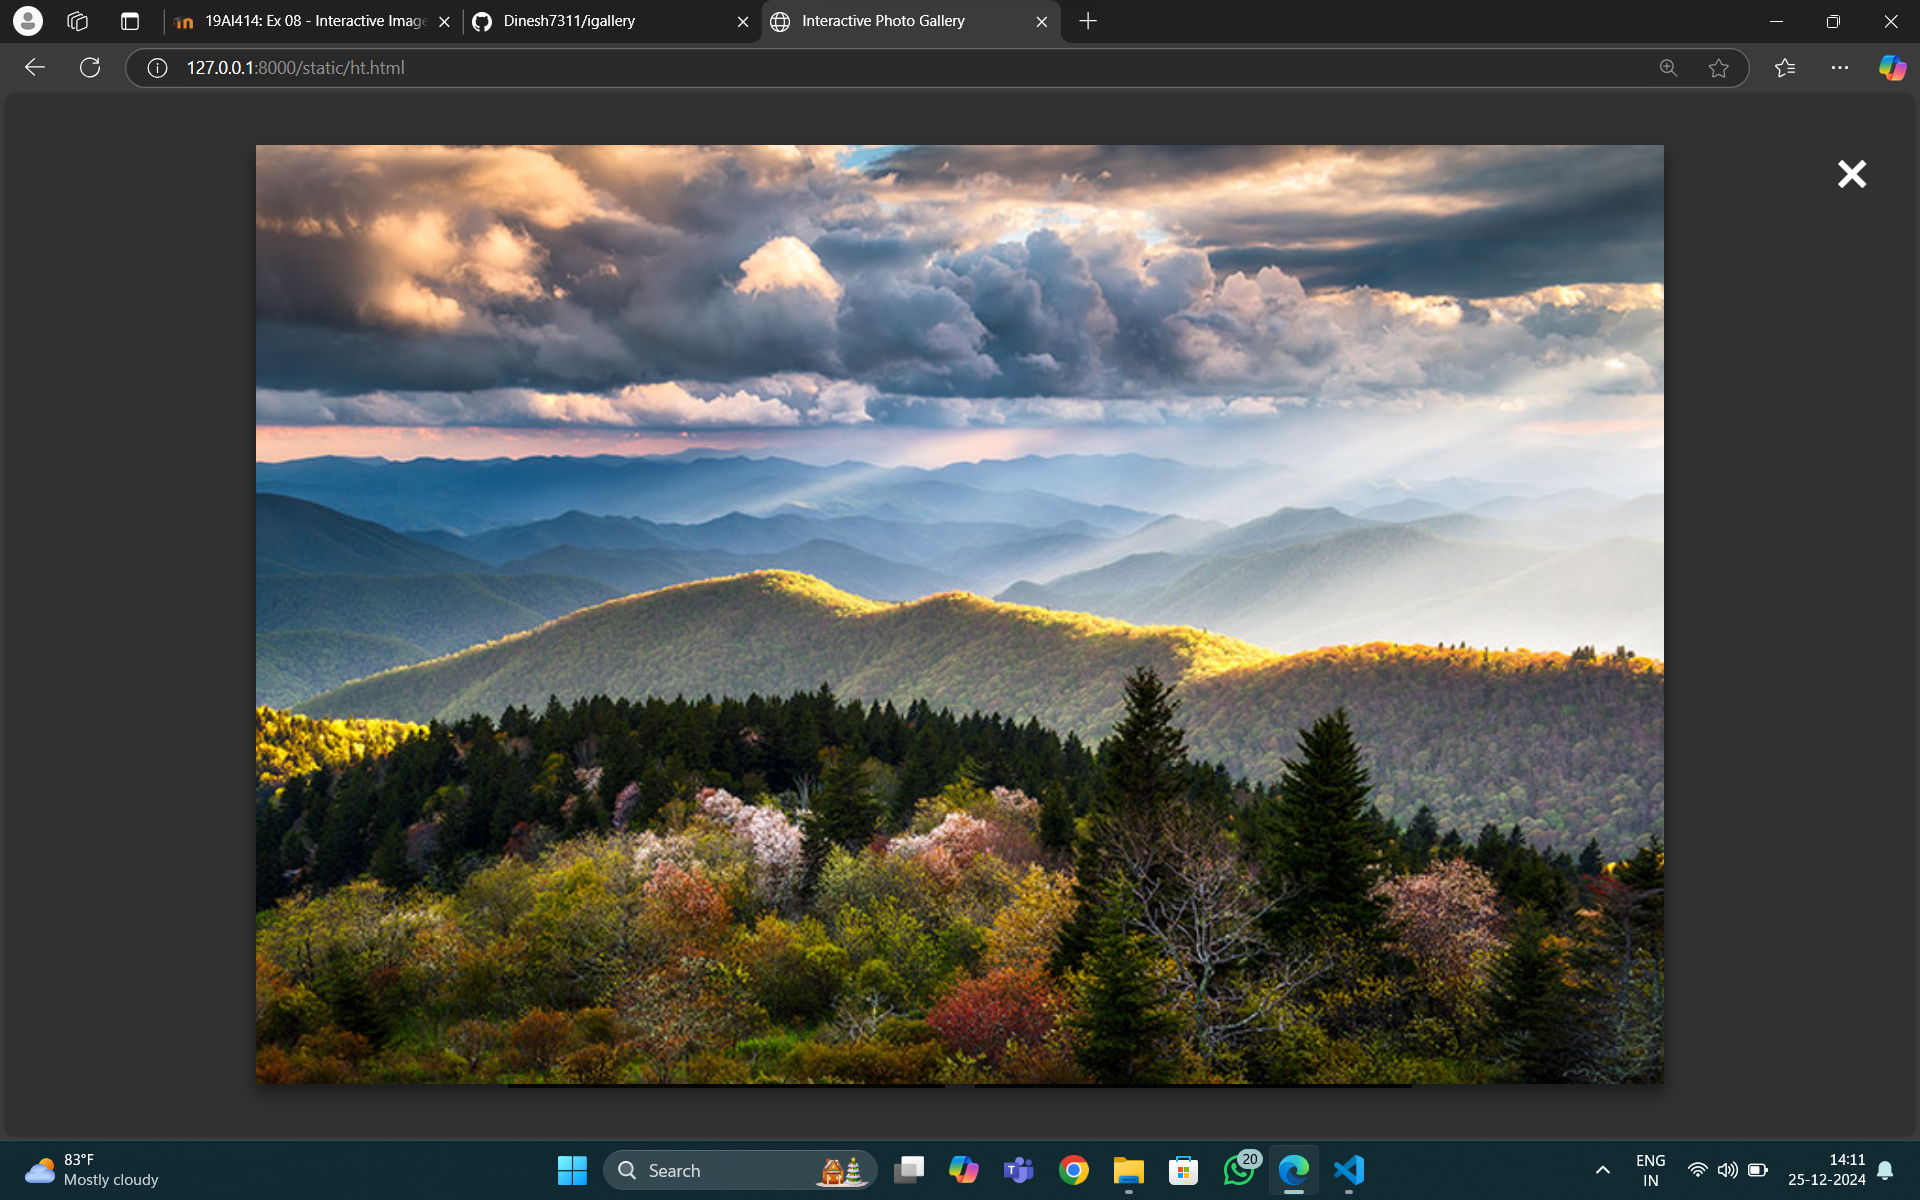 19AI414: Ex 08 - Interactive Image
Dinesh7311/igallery
Interactive Photo Gallery
127.0.0.1:8000/static/ht.html
83°F
Mostly cloudy
Search
20
ENG
IN
14:11
25-12-2024